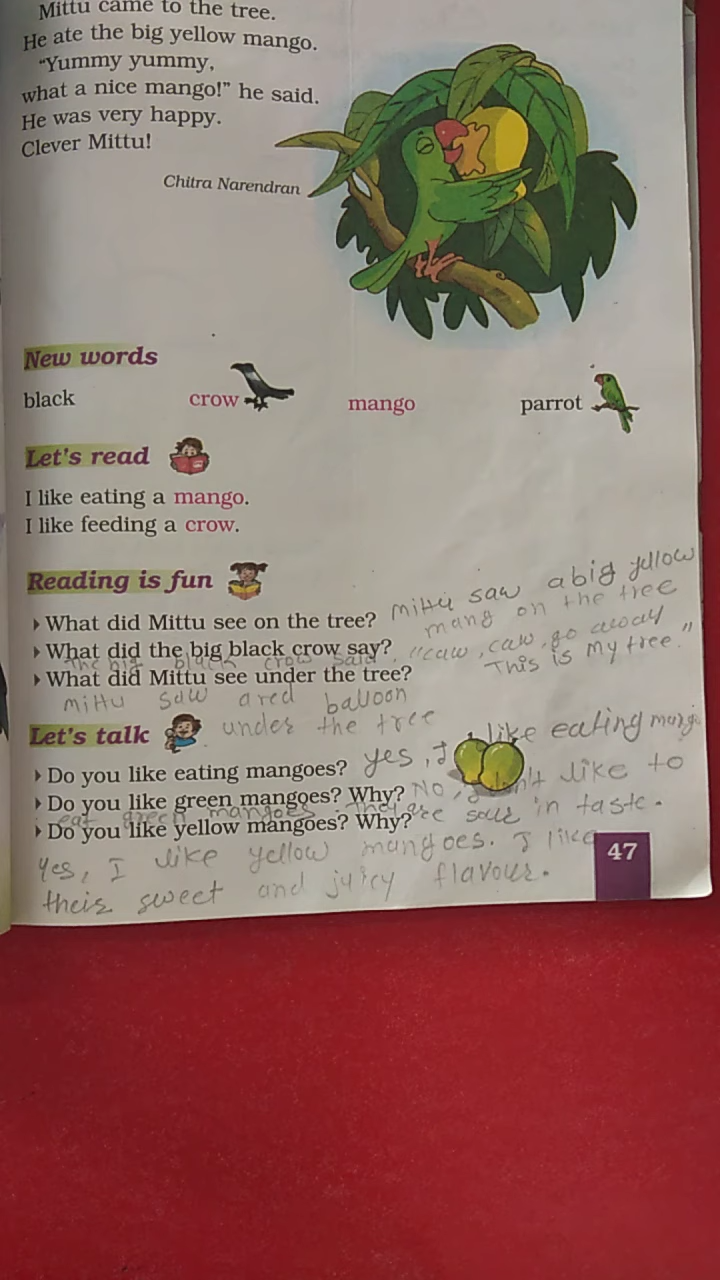 Mittu came to the tree.
He ate the big yellow mango.
“Yummy yummy,
what a nice mango!” he said.
He was very happy.
Clever Mittu!
Chitra Narendran
New words
black crow mango parrot
Let's read
I like eating a mango.
I like feeding a crow.
Reading is fun
What did Mittu see on the tree? Mittu saw a big yellow
mang on the tree
What did the big black crow say? "caw, caw, go away
This is my tree."
The big black crow said
What did Mittu see under the tree?
mittu saw a red balloon
under the tree
Let's talk
Do you like eating mangoes? yes, I like eating
Do you like green mangoes? Why? No, like to
eat green mangoes. sour in taste.
Do you like yellow mangoes? Why?
Yes, I like yellow mangoes. I like
their sweet and juicy flavour.
47